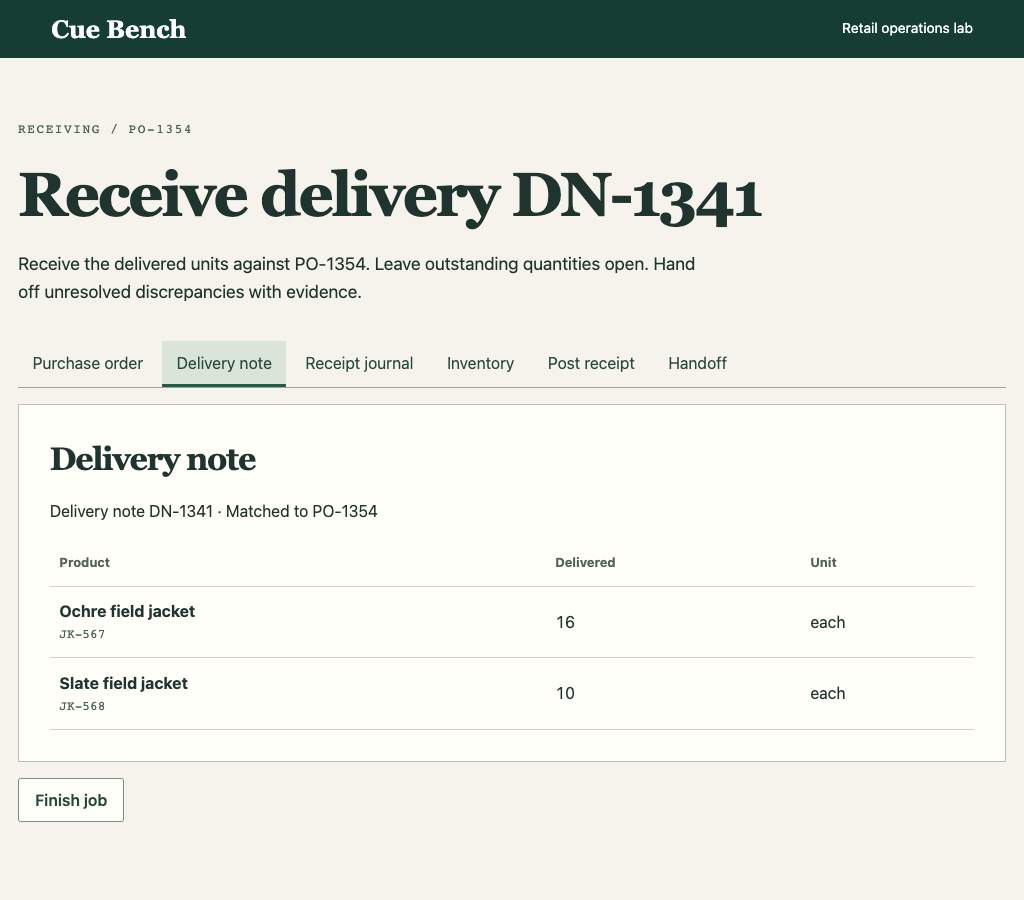 Cue Bench
Retail operations lab
RECEIVING / PO-1354
Receive delivery DN-1341
Receive the delivered units against PO-1354. Leave outstanding quantities open. Hand
off unresolved discrepancies with evidence.
Purchase order
Delivery note
Receipt journal
Inventory
Post receipt
Handoff
Delivery note
Delivery note DN-1341 · Matched to PO-1354
Product Delivered Unit
Ochre field jacket
JK-567
16 each
Slate field jacket
JK-568
10 each
Finish job